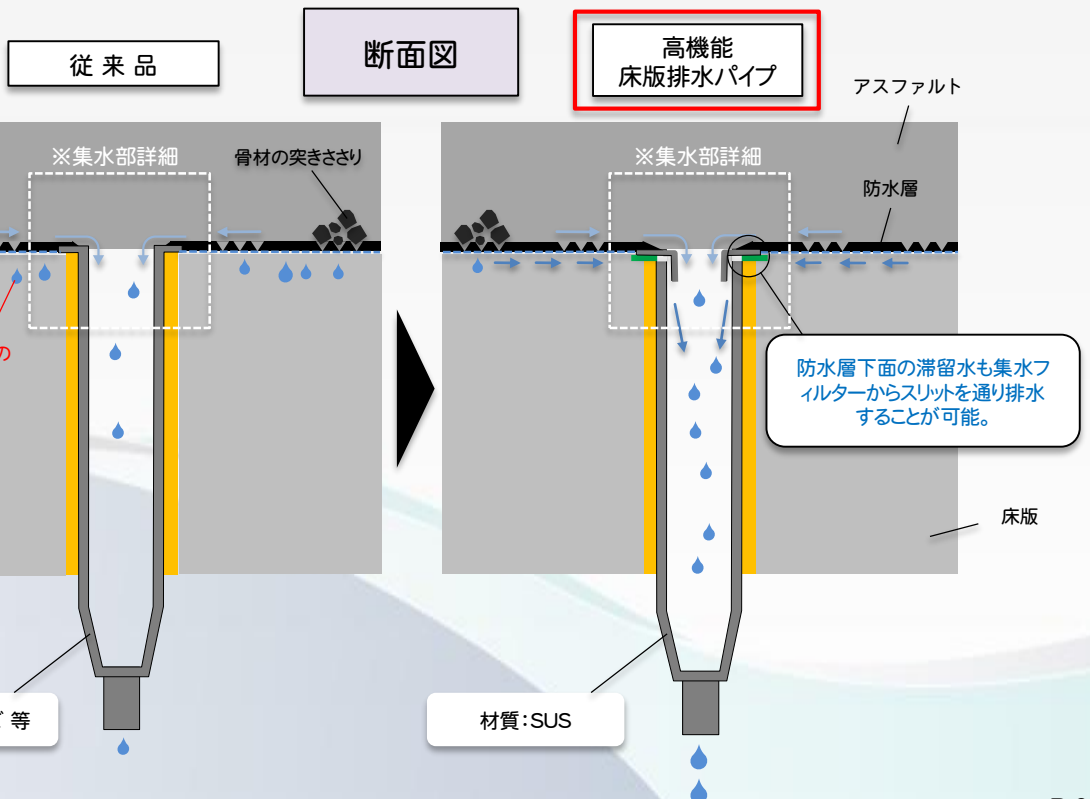 従来品
断面図
高機能
床版排水パイプ
アスファルト
※集水部詳細
骨材の突きささり
※集水部詳細
防水層
の
防水層下面の滞留水も集水フ
ィルターからスリットを通り排水
することが可能。
床版
等
材質:SUS